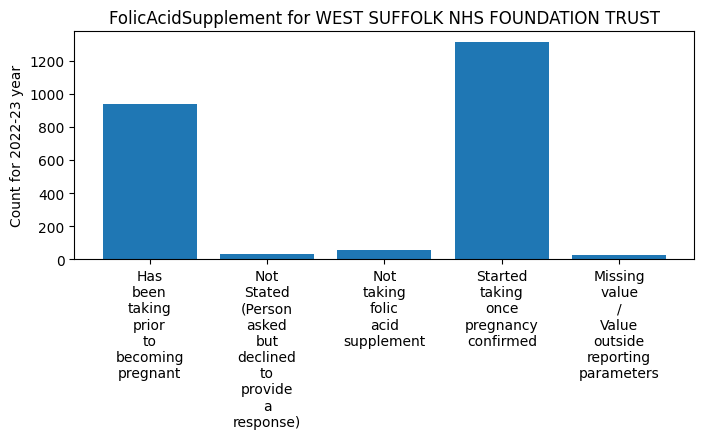 FolicAcidSupplement for WEST SUFFOLK NHS FOUNDATION TRUST
Count for 2022-23 year
1200
1000
800
600
400
200
0
Has
been
taking
prior
to
becoming
pregnant
Not
Stated
(Person
asked
but
declined
to
provide
a
response)
Not
taking
folic
acid
supplement
Started
taking
once
pregnancy
confirmed
Missing
value
/
Value
outside
reporting
parameters